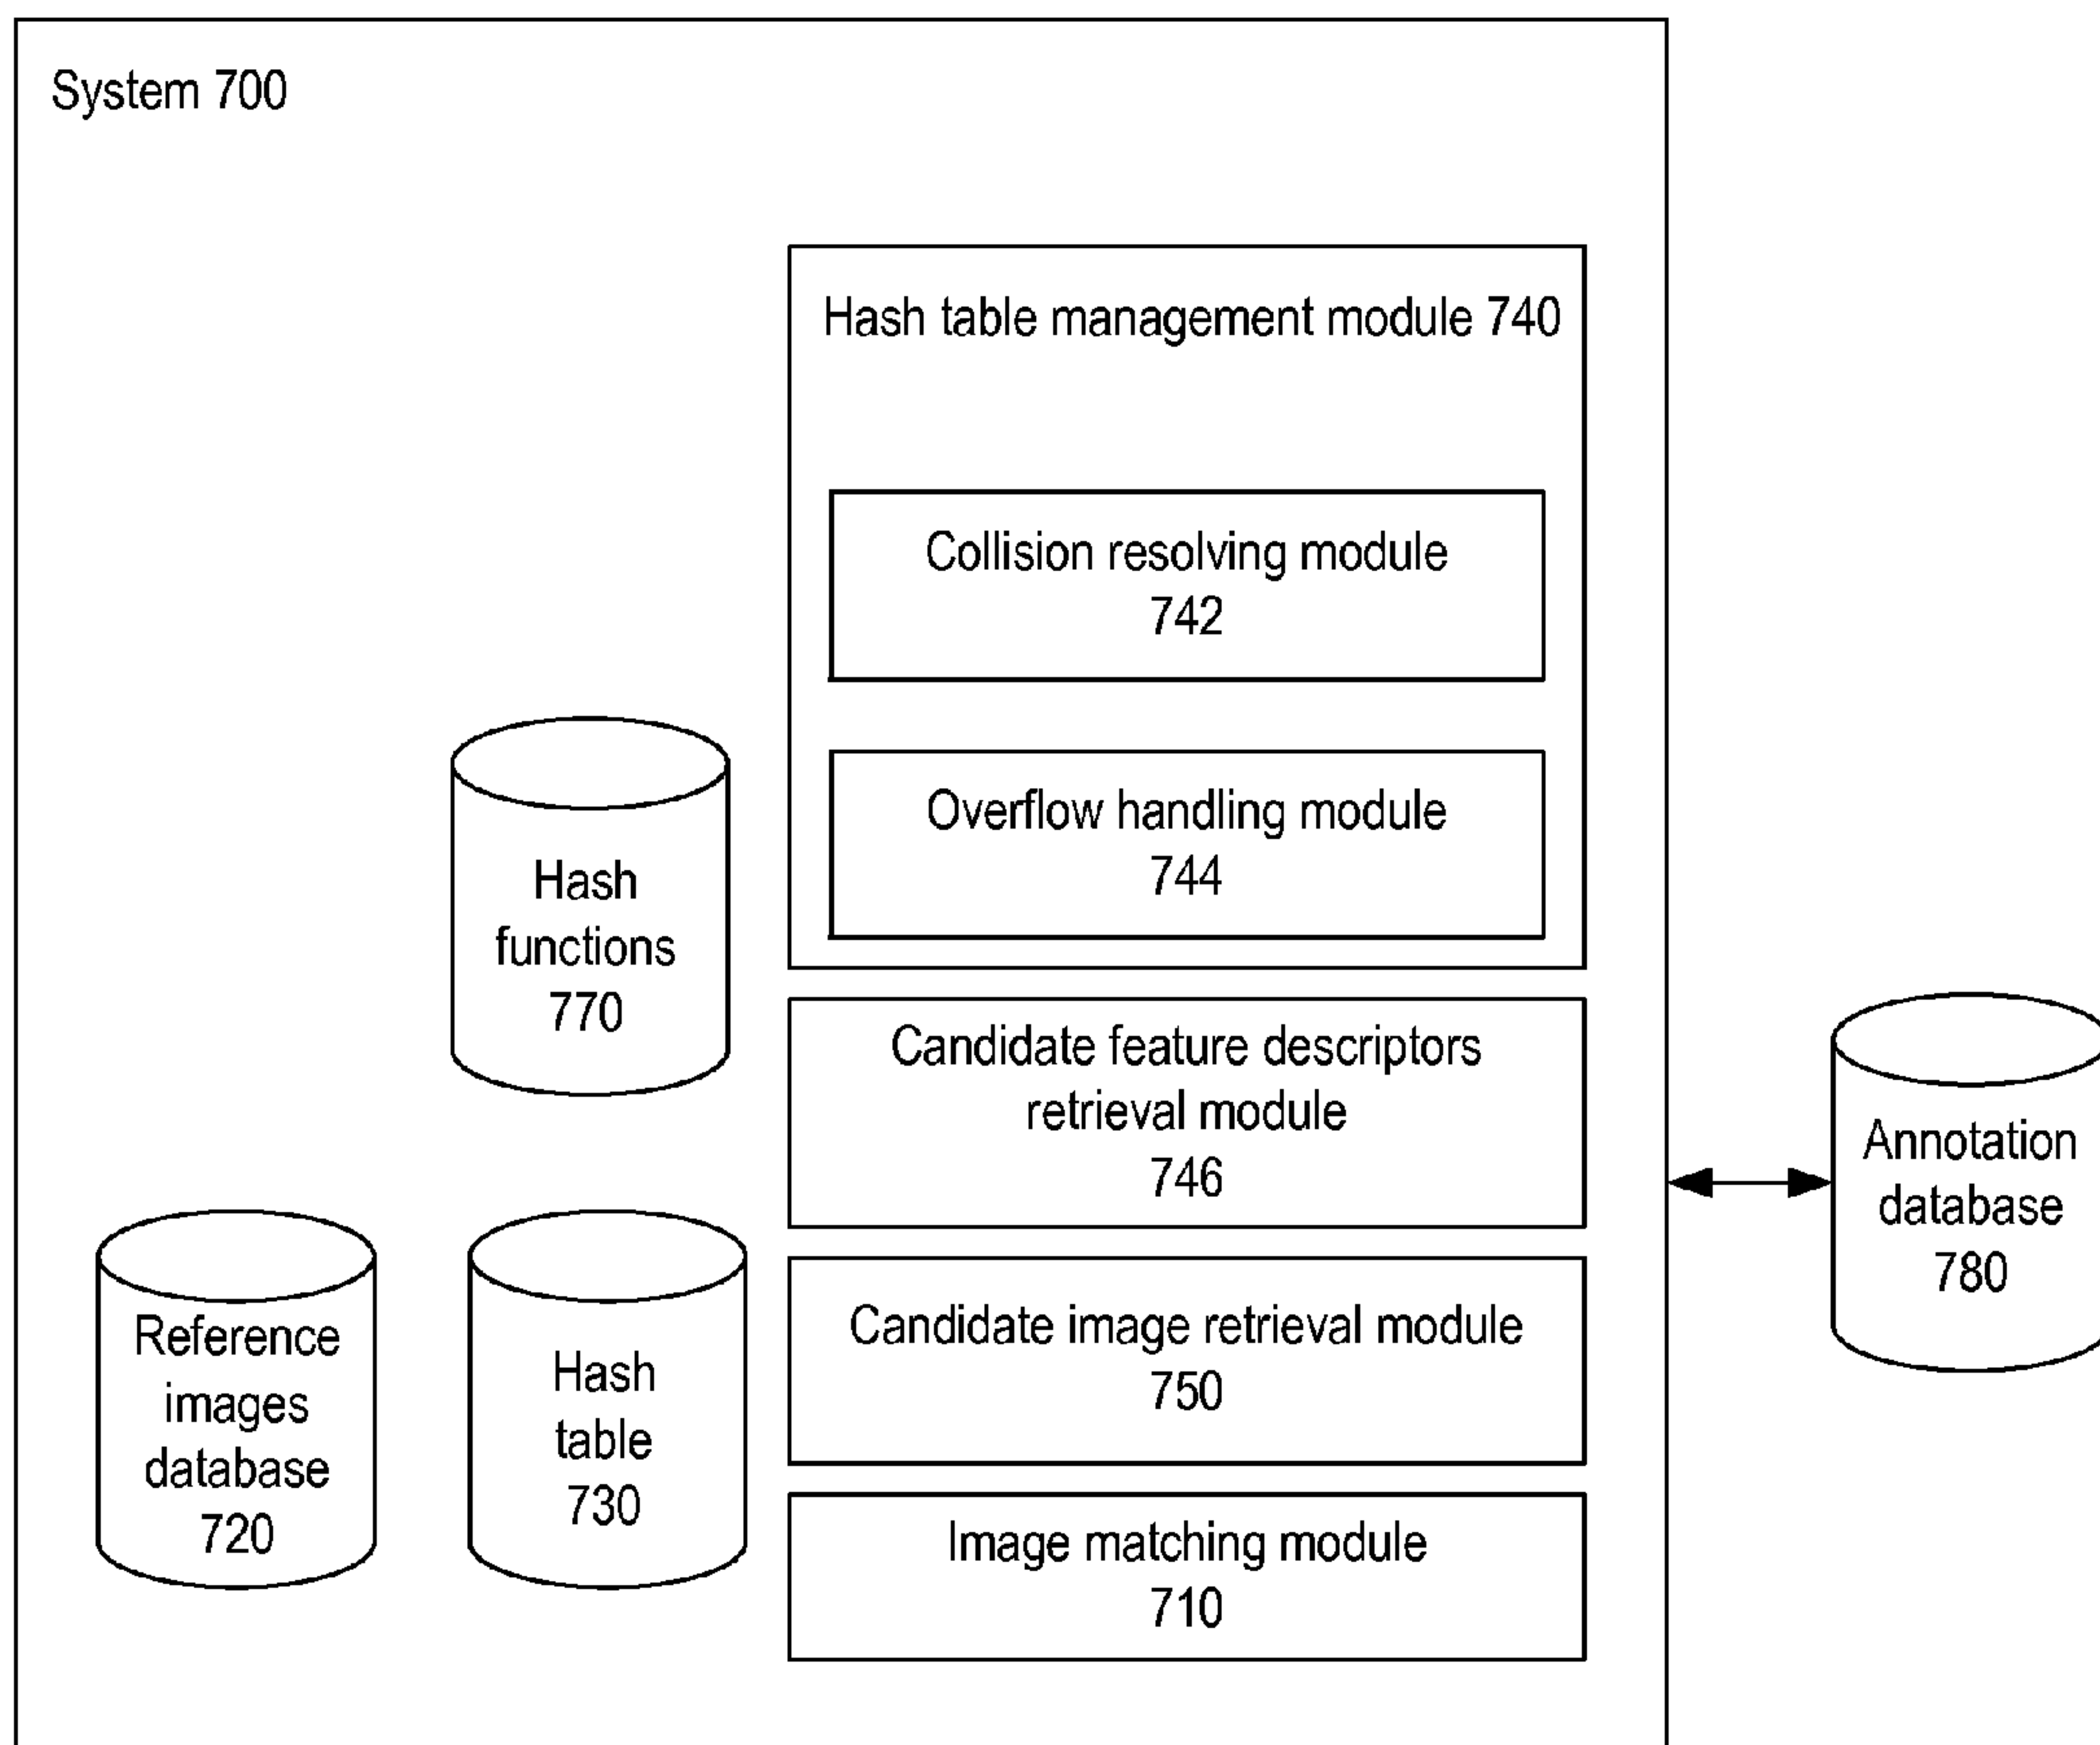 System 700
Hash table management module 740
Collision resolving module
742
Overflow handling module
744
Hash
functions
770
Candidate feature descriptors
retrieval module
746
Annotation
database
780
Reference
images
database
720
Hash
table
730
Candidate image retrieval module
750
Image matching module
710